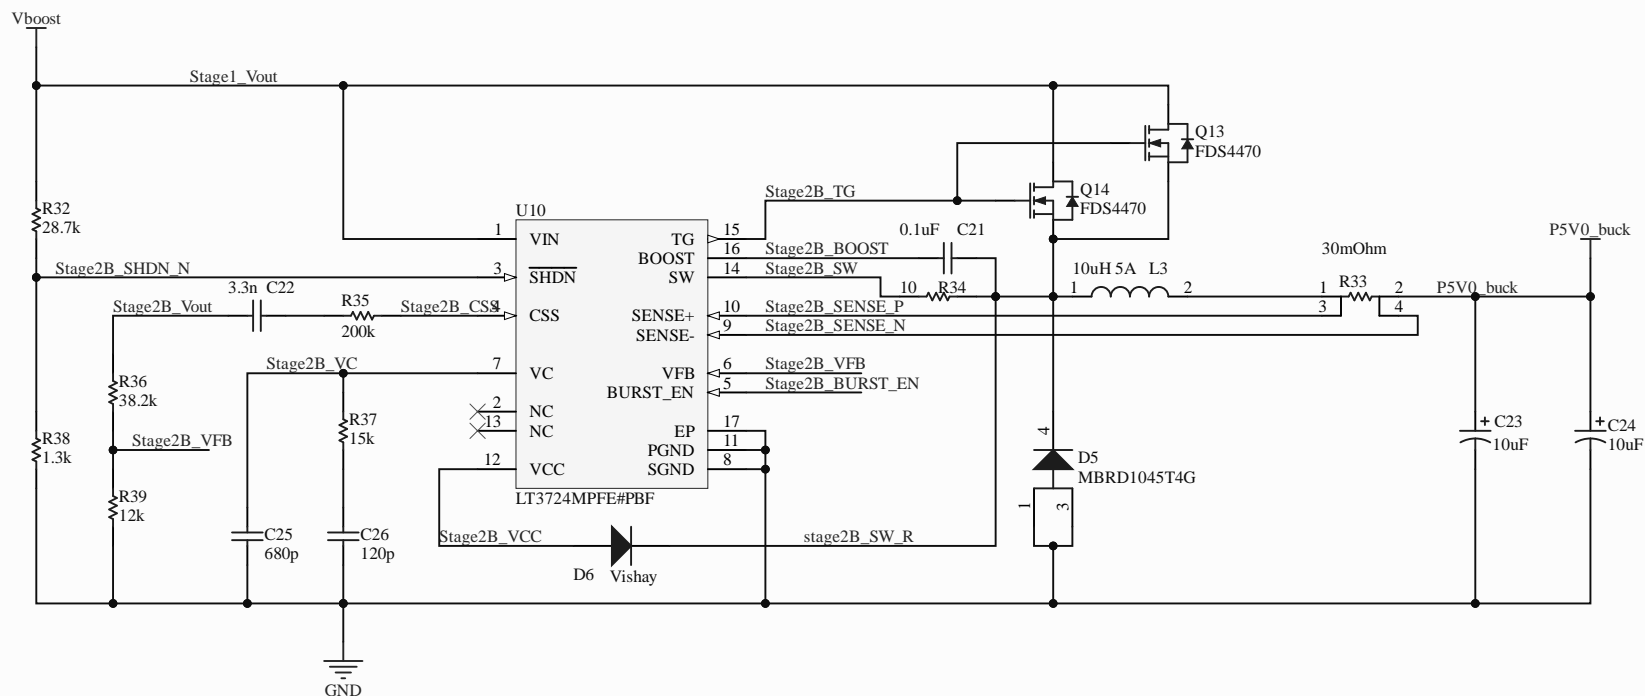 Vboost
Stage1_Vout
Q13
FDS4470
Q14
FDS4470
Stage2B_TG
R32
28.7k
U10
1 VIN
TG 15
BOOST 16
SW 14
Stage2B_BOOST
Stage2B_SW
0.1uF C21
10 R34
P5V0_buck
30mOhm
R33
10uH 5A L3
1 2
1 2
3 4
P5V0_buck
Stage2B_SHDN_N
3 SHDN
3.3n C22
R35
200k
Stage2B_Vout
Stage2B_CSS
4 CSS
SENSE+ 10
Stage2B_SENSE_P
SENSE- 9
Stage2B_SENSE_N
Stage2B_VC
7 VC
VFB 6
Stage2B_VFB
BURST_EN 5
Stage2B_BURST_EN
R36
38.2k
2 NC
13 NC
R37
15k
EP 17
PGND 11
SGND 8
12 VCC
LT3724MPFE#PBF
R38
1.3k
Stage2B_VFB
R39
12k
C25
680p
C26
120p
Stage2B_VCC
D6 Vishay
stage2B_SW_R
4
D5
MBRD1045T4G
1 3
+ C23
10uF
+ C24
10uF
GND